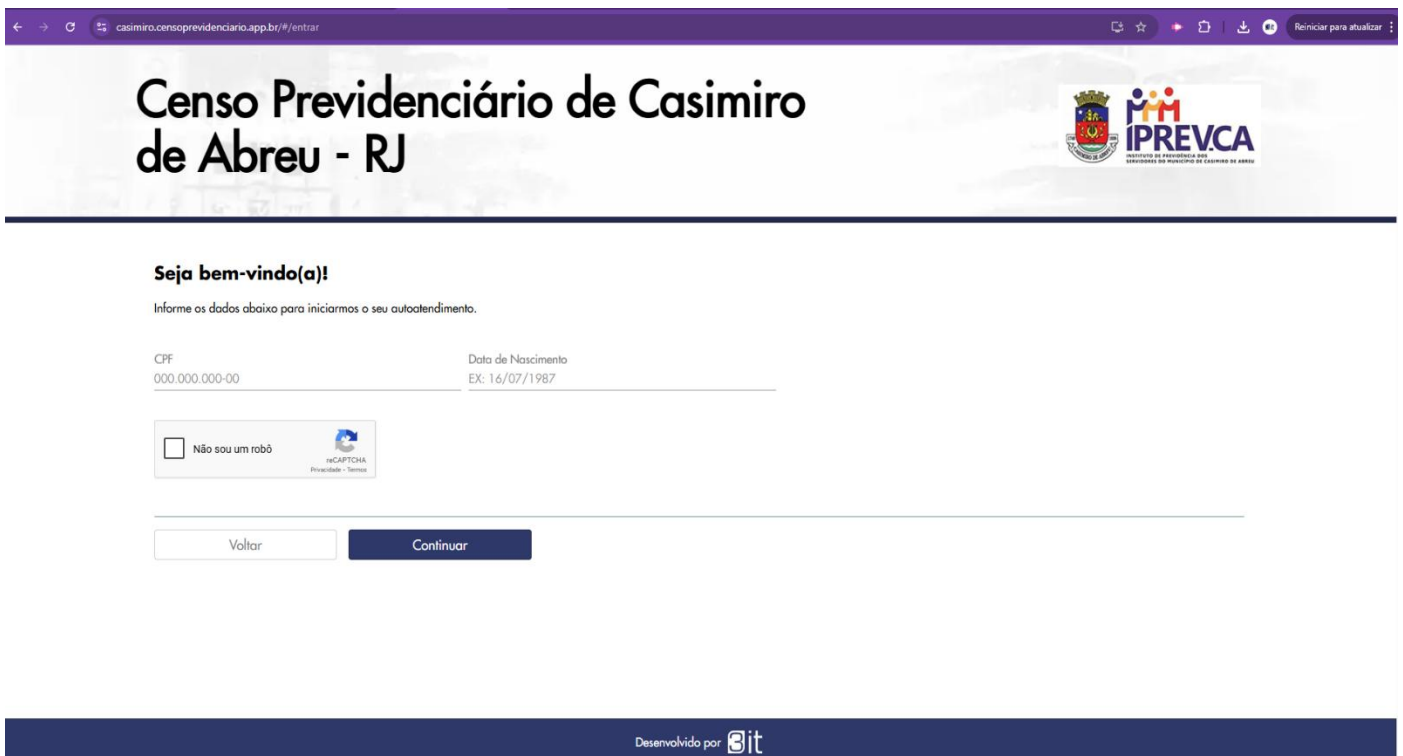 casimiro.censoprevidenciario.app.br/#/entrar
Reiniciar para atualizar
Censo Previdenciário de Casimiro
de Abreu - RJ
IPREV.CA
INSTITUTO DE PREVIDÊNCIA DOS
SERVIDORES DO MUNICÍPIO DE CASIMIRO DE ABREU
Seja bem-vindo(a)!
Informe os dados abaixo para iniciarmos o seu autoatendimento.
CPF
Data de Nascimento
000.000.000-00
EX: 16/07/1987
Não sou um robô
reCAPTCHA
Privacidade - Termos
Voltar
Continuar
Desenvolvido por 3it